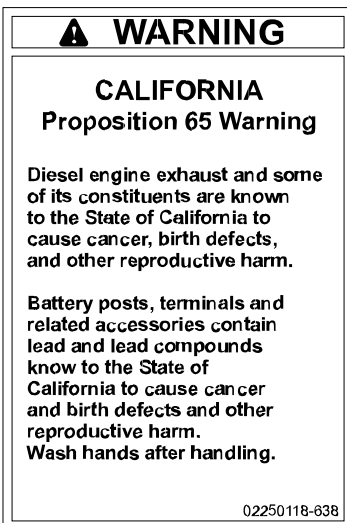 WARNING
CALIFORNIA
Proposition 65 Warning
Diesel engine exhaust and some
of its constituents are known
to the State of California to
cause cancer, birth defects,
and other reproductive harm.
Battery posts, terminals and
related accessories contain
lead and lead compounds
know to the State of
California to cause cancer
and birth defects and other
reproductive harm.
Wash hands after handling.
02250118-638